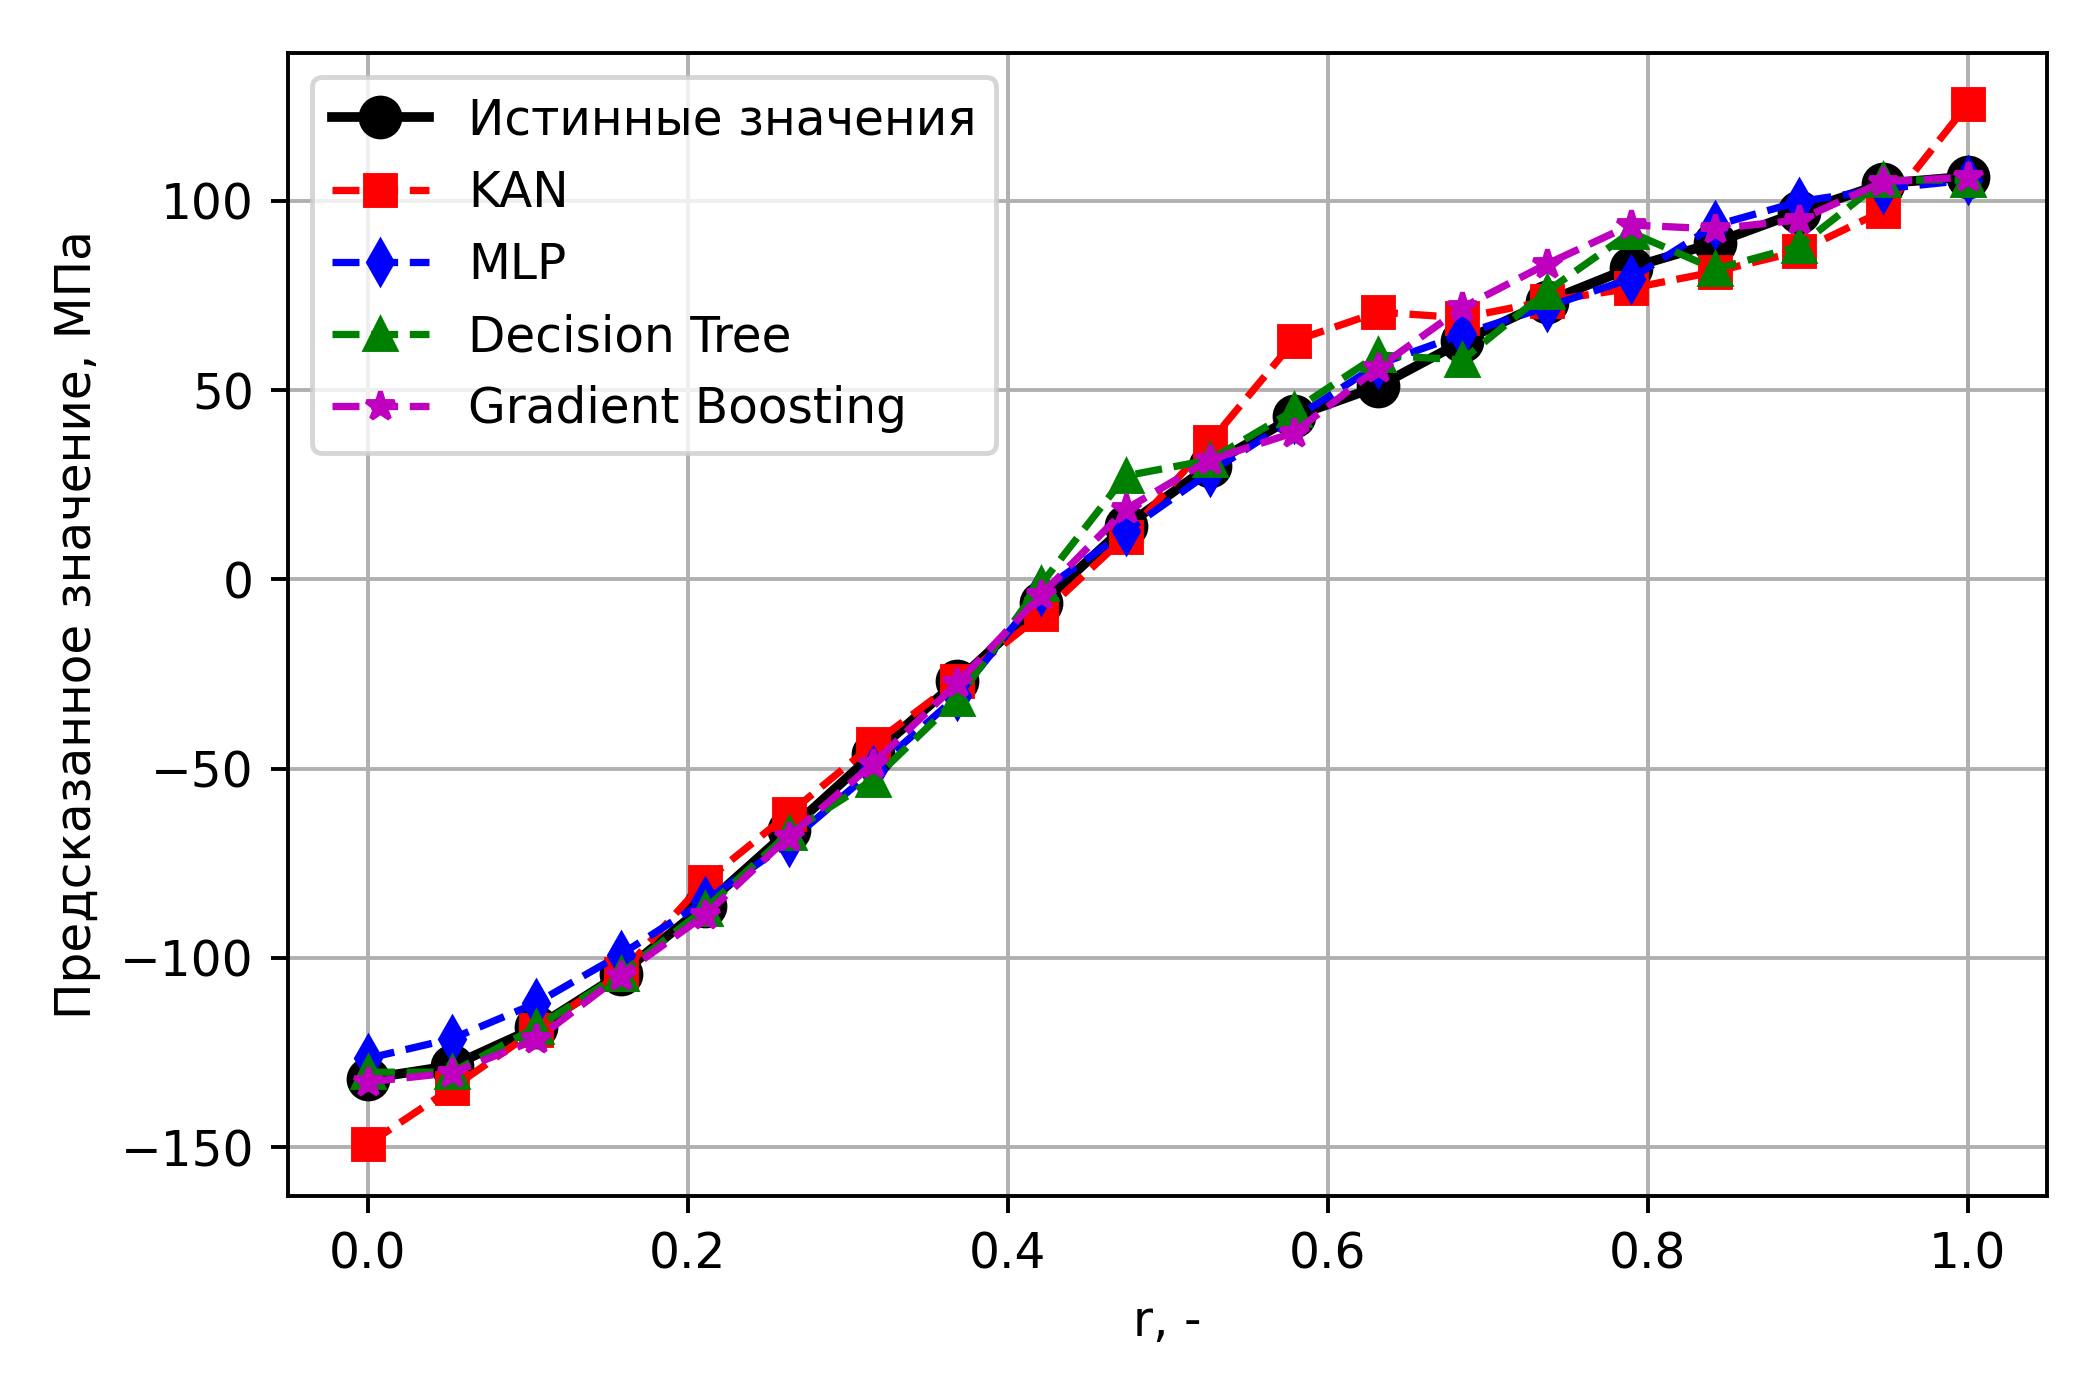 Истинные значения
KAN
MLP
Decision Tree
Gradient Boosting
Предсказанное значение, МПа
100
50
0
−50
−100
−150
0.0 0.2 0.4 0.6 0.8 1.0
r, -